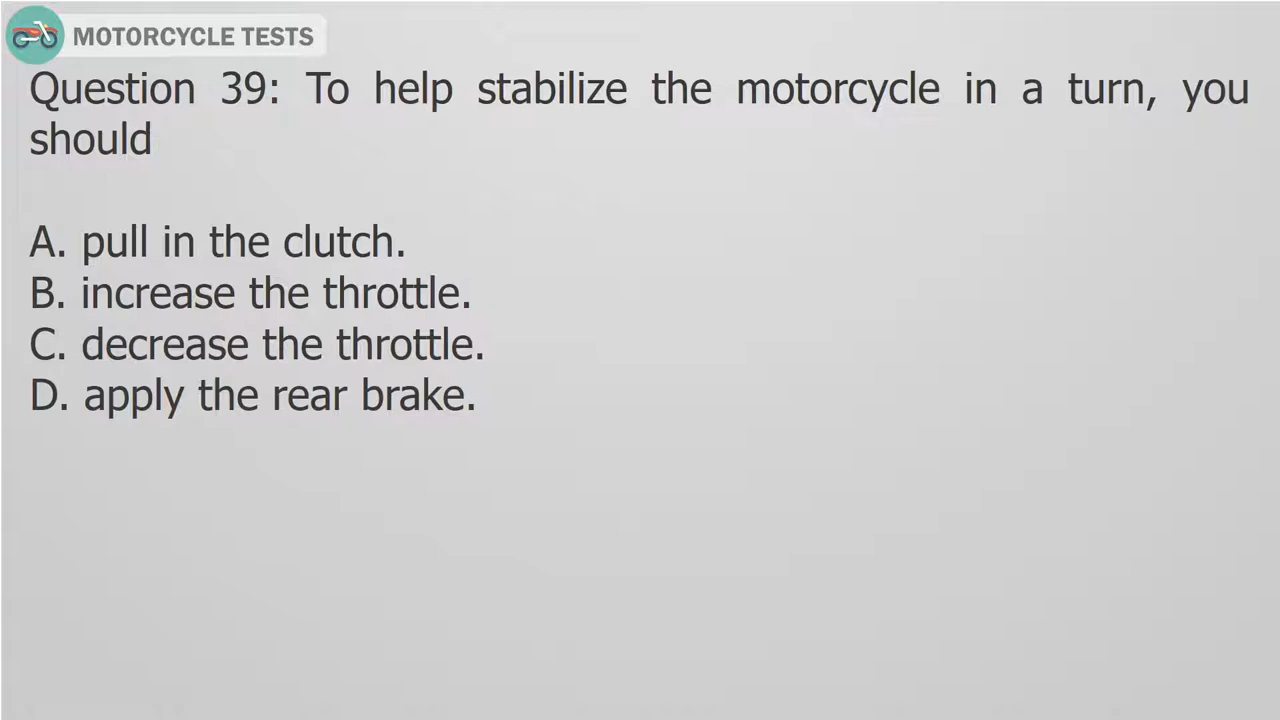 MOTORCYCLE TESTS
Question 39: To help stabilize the motorcycle in a turn, you
should
A. pull in the clutch.
B. increase the throttle.
C. decrease the throttle.
D. apply the rear brake.